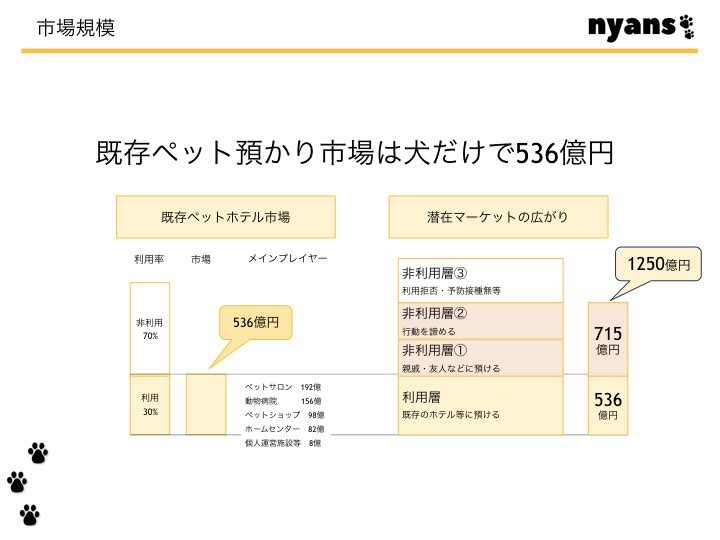 市場規模
nyans
既存ペット預かり市場は犬だけで536億円
既存ペットホテル市場
利用率
市場
メインプレイヤー
非利用
70%
利用
30%
536億円
ペットサロン 192億
動物病院 156億
ペットショップ 98億
ホームセンター 82億
個人運営施設等 8億
潜在マーケットの広がり
非利用層③
利用拒否・予防接種無等
非利用層②
行動を諦める
非利用層①
親戚・友人などに預ける
利用層
既存のホテル等に預ける
1250億円
715
億円
536
億円